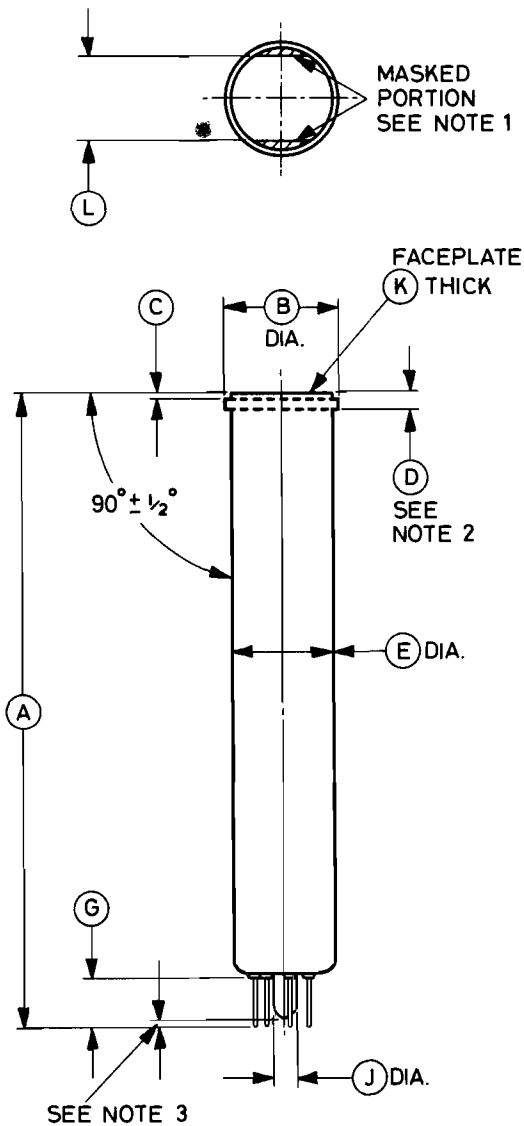 MASKED
PORTION
SEE NOTE 1
L
FACEPLATE
K THICK
C
B
DIA.
D
SEE
NOTE 2
90° ± ½°
E DIA.
A
G
J DIA.
SEE NOTE 3